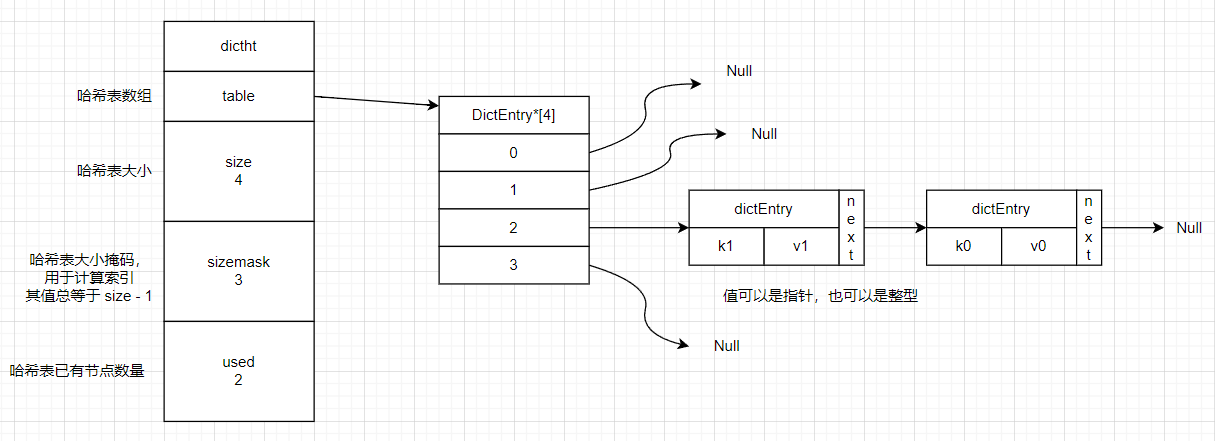 dictht
哈希表数组
table
哈希表大小
size
4
哈希表大小掩码，
用于计算索引
其值总等于 size - 1
sizemask
3
哈希表已有节点数量
used
2
DictEntry*[4]
0
1
2
3
Null
Null
dictEntry
k1
v1
next
dictEntry
k0
v0
next
Null
值可以是指针，也可以是整型
Null